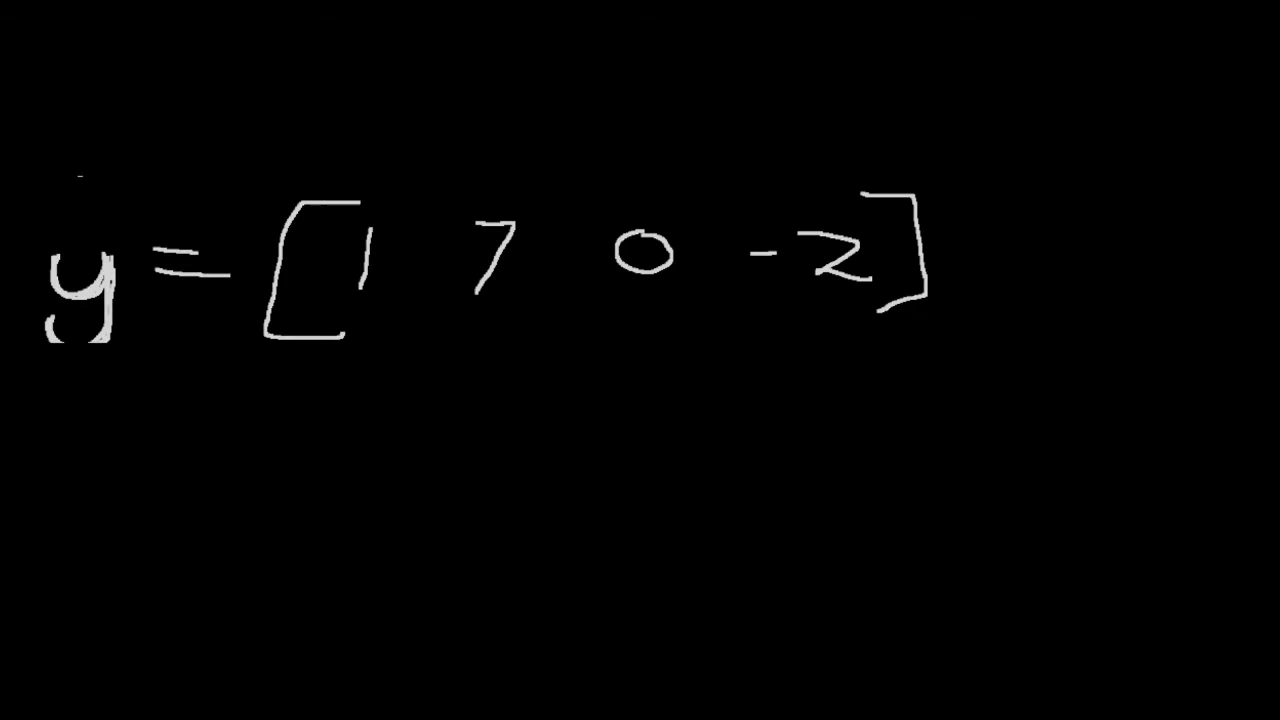 y = [1 7 0 -2]